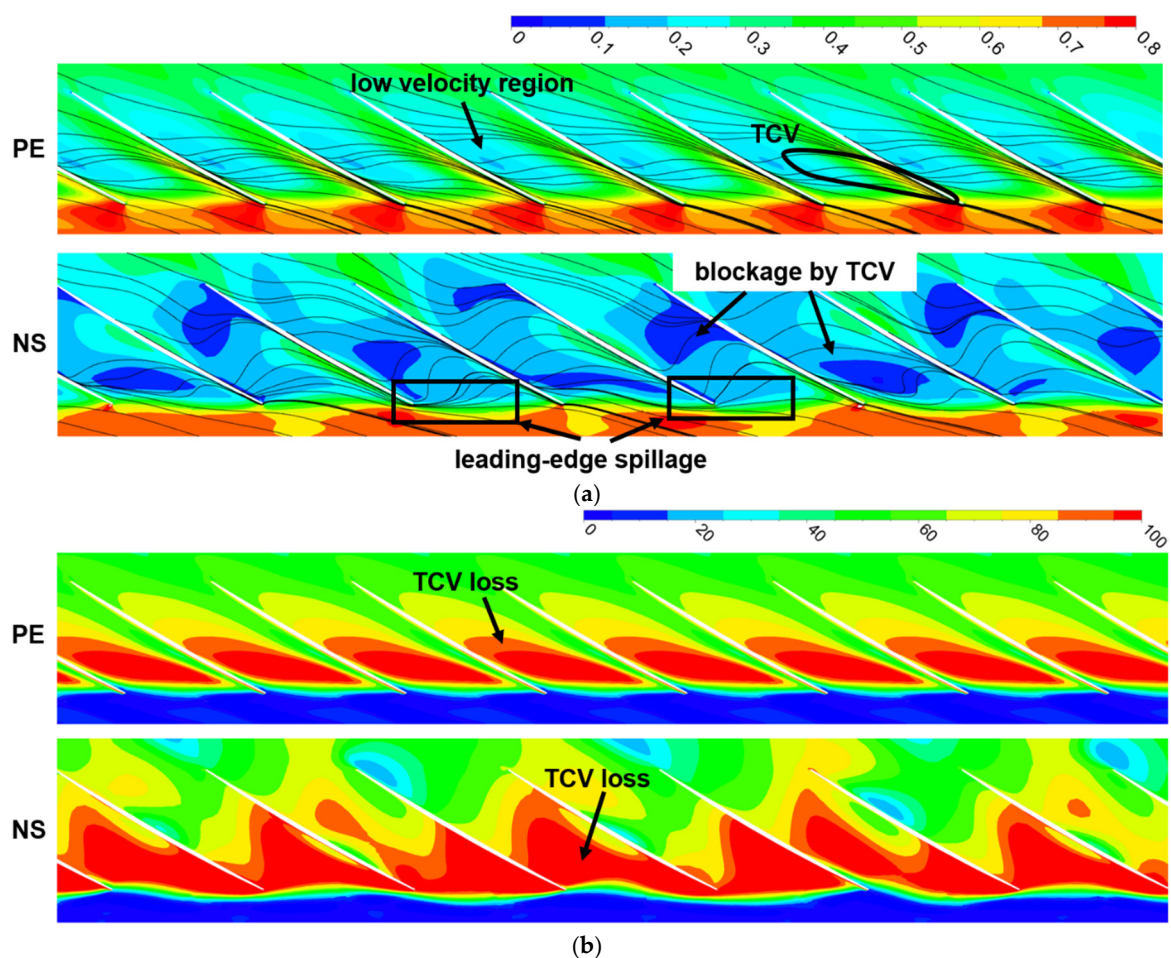 0 0.1 0.2 0.3 0.4 0.5 0.6 0.7 0.8
low velocity region
TCV
PE
blockage by TCV
NS
leading-edge spillage
(a)
0 20 40 60 80 100
TCV loss
PE
TCV loss
NS
(b)